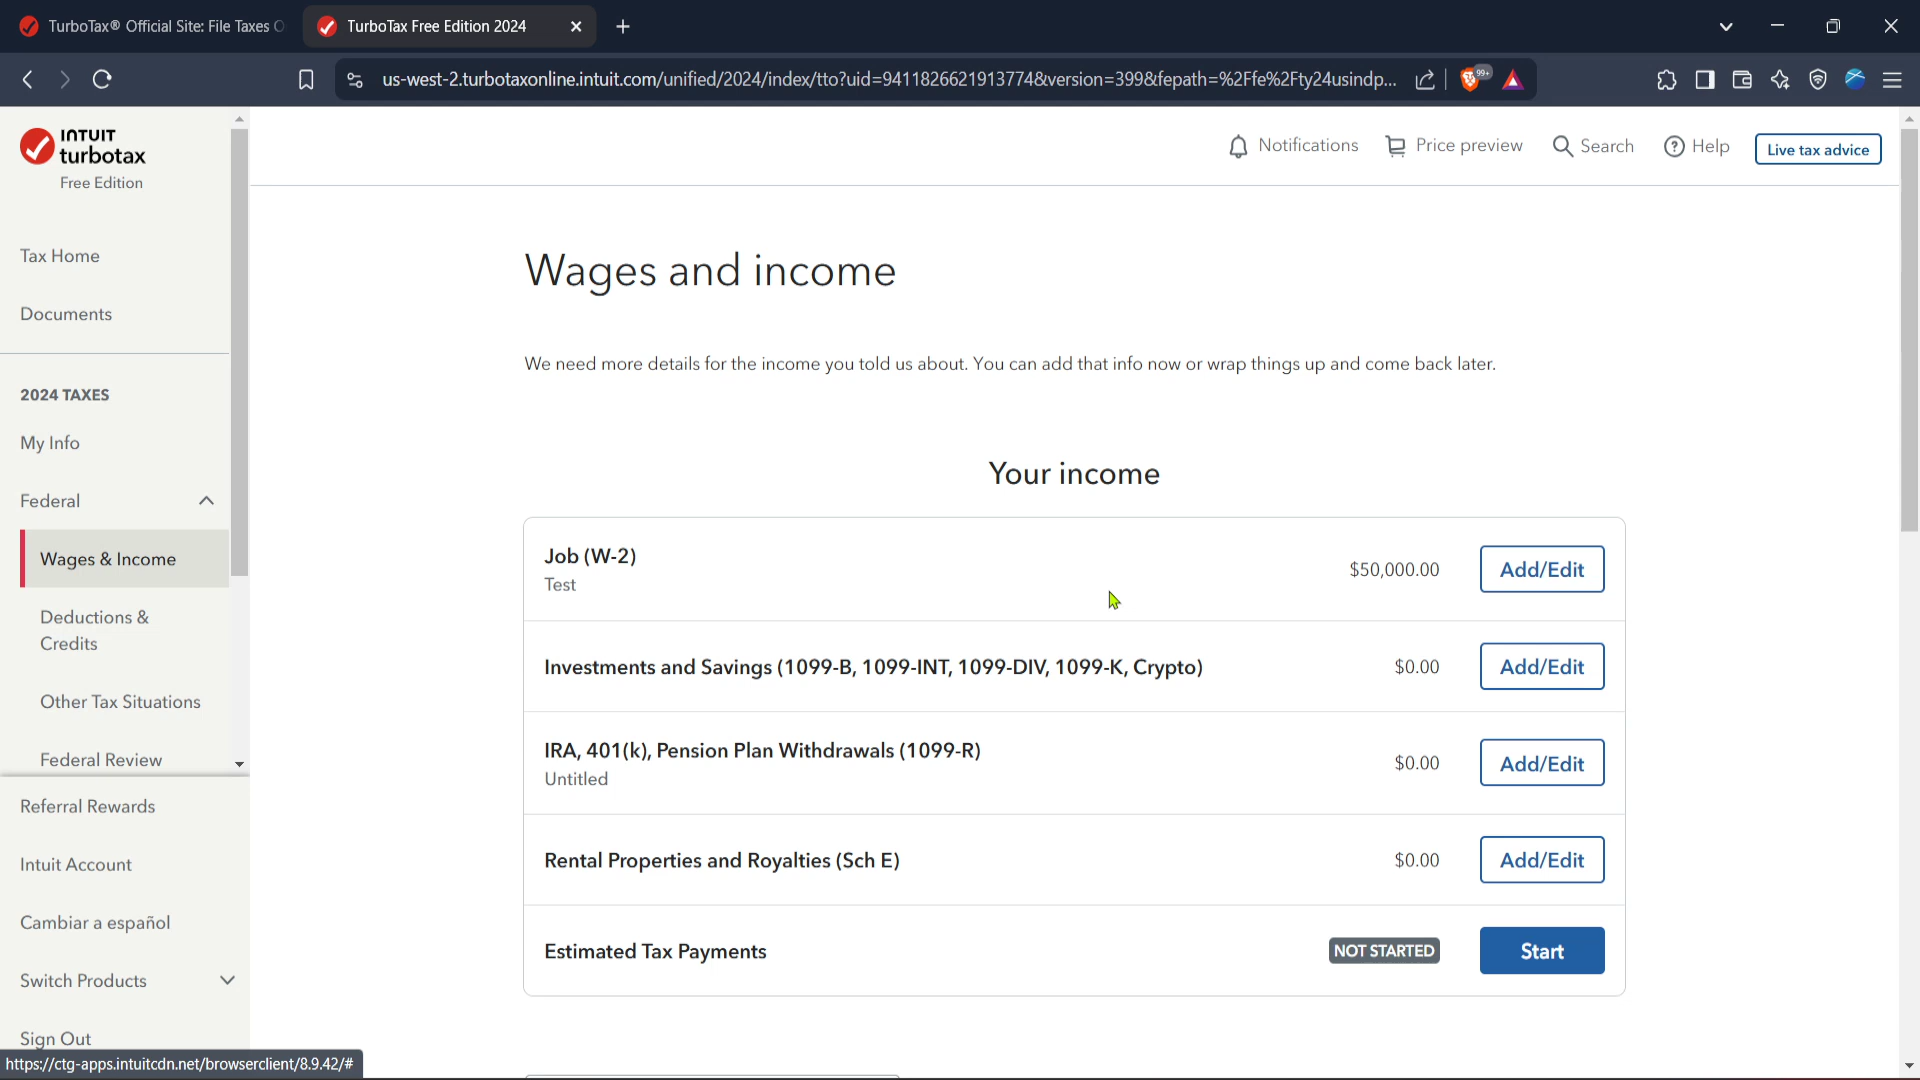 TurboTax® Official Site: File Taxes O
TurboTax Free Edition 2024
us-west-2.turbotaxonline.intuit.com/unified/2024/index/tto?uid=9411826621913774&version=399&fepath=%2Ffe%2Fty24usindp...
99+
INTUIT
turbotax
Free Edition
Notifications
Price preview
Search
Help
Live tax advice
Tax Home
Documents
2024 TAXES
My Info
Federal
Wages & Income
Deductions &
Credits
Other Tax Situations
Federal Review
Referral Rewards
Intuit Account
Cambiar a español
Switch Products
Sign Out
https://ctg-apps.intuitcdn.net/browserclient/8.9.42/#
Wages and income
We need more details for the income you told us about. You can add that info now or wrap things up and come back later.
Your income
Job (W-2)
Test
$50,000.00
Add/Edit
Investments and Savings (1099-B, 1099-INT, 1099-DIV, 1099-K, Crypto)
$0.00
Add/Edit
IRA, 401(k), Pension Plan Withdrawals (1099-R)
Untitled
$0.00
Add/Edit
Rental Properties and Royalties (Sch E)
$0.00
Add/Edit
Estimated Tax Payments
NOT STARTED
Start